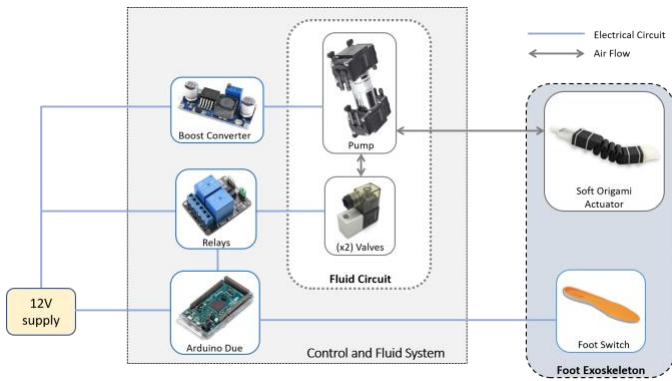 Electrical Circuit
Air Flow
Boost Converter
Pump
Soft Origami
Actuator
Relays
(x2) Valves
Fluid Circuit
12V
supply
Arduino Due
Foot Switch
Control and Fluid System
Foot Exoskeleton